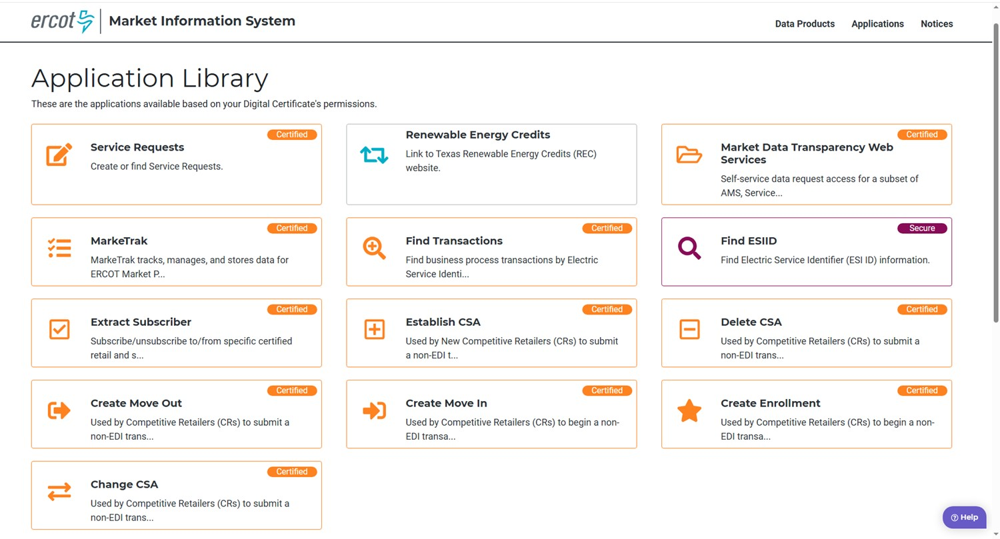 ercot
Market Information System
Data Products
Applications
Notices
Application Library
These are the applications available based on your Digital Certificate's permissions.
Certified
Service Requests
Create or find Service Requests.
Renewable Energy Credits
Link to Texas Renewable Energy Credits (REC)
website.
Certified
Market Data Transparency Web
Services
Self-service data request access for a subset of
AMS, Service...
Certified
MarkeTrak
MarkeTrak tracks, manages, and stores data for
ERCOT Market P...
Certified
Find Transactions
Find business process transactions by Electric
Service Identi...
Secure
Find ESIID
Find Electric Service Identifier (ESI ID) information.
Certified
Extract Subscriber
Subscribe/unsubscribe to/from specific certified
retail and s...
Certified
Establish CSA
Used by New Competitive Retailers (CRs) to submit
a non-EDI t...
Certified
Delete CSA
Used by Competitive Retailers (CRs) to submit a
non-EDI trans...
Certified
Create Move Out
Used by Competitive Retailers (CRs) to submit a
non-EDI trans...
Certified
Create Move In
Used by Competitive Retailers (CRs) to begin a non-
EDI transa...
Certified
Create Enrollment
Used by Competitive Retailers (CRs) to begin a non-
EDI transa...
Certified
Change CSA
Used by Competitive Retailers (CRs) to submit a
non-EDI trans...
Help